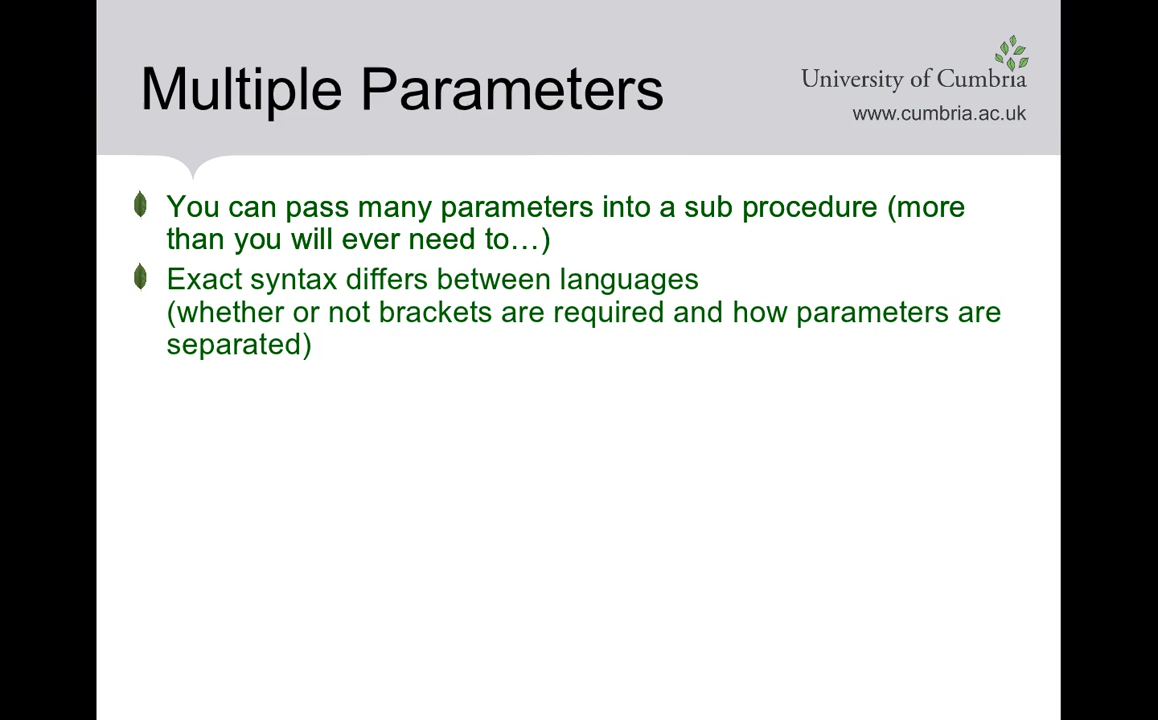 Multiple Parameters
University of Cumbria
www.cumbria.ac.uk
You can pass many parameters into a sub procedure (more
than you will ever need to…)
Exact syntax differs between languages
(whether or not brackets are required and how parameters are
separated)